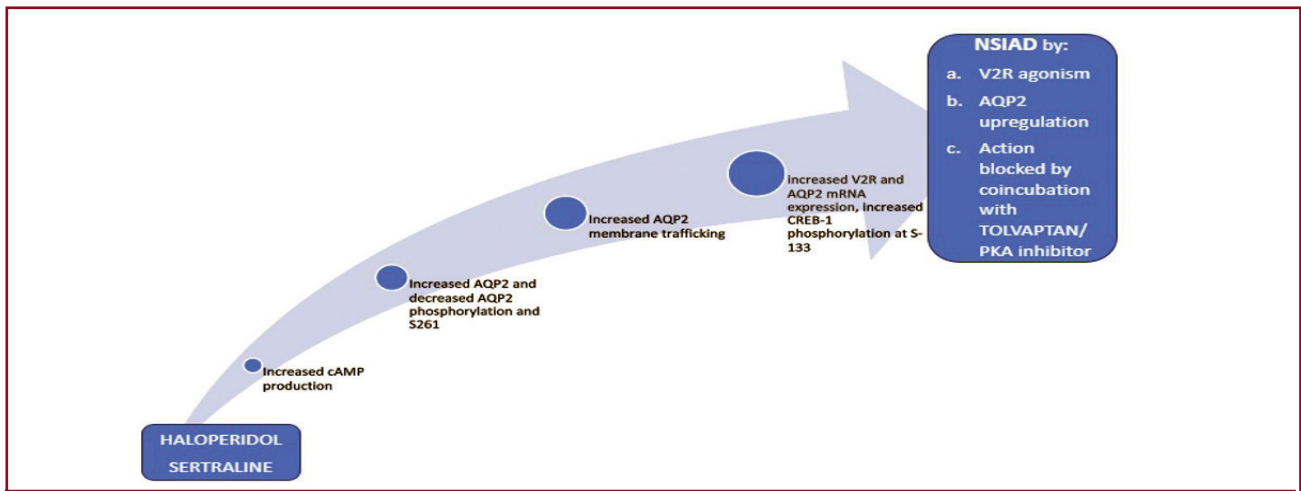 HALOPERIDOL
SERTRALINE
Increased cAMP
production
Increased AQP2 and
decreased AQP2
phosphorylation and
S261
Increased AQP2
membrane trafficking
increased V2R and
AQP2 mRNA
expression, increased
CREB-1
phosphorylation at S-
133
NSIAD by:
a. V2R agonism
b. AQP2
upregulation
c. Action
blocked by
coincubation
with
TOLVAPTAN/
PKA inhibitor